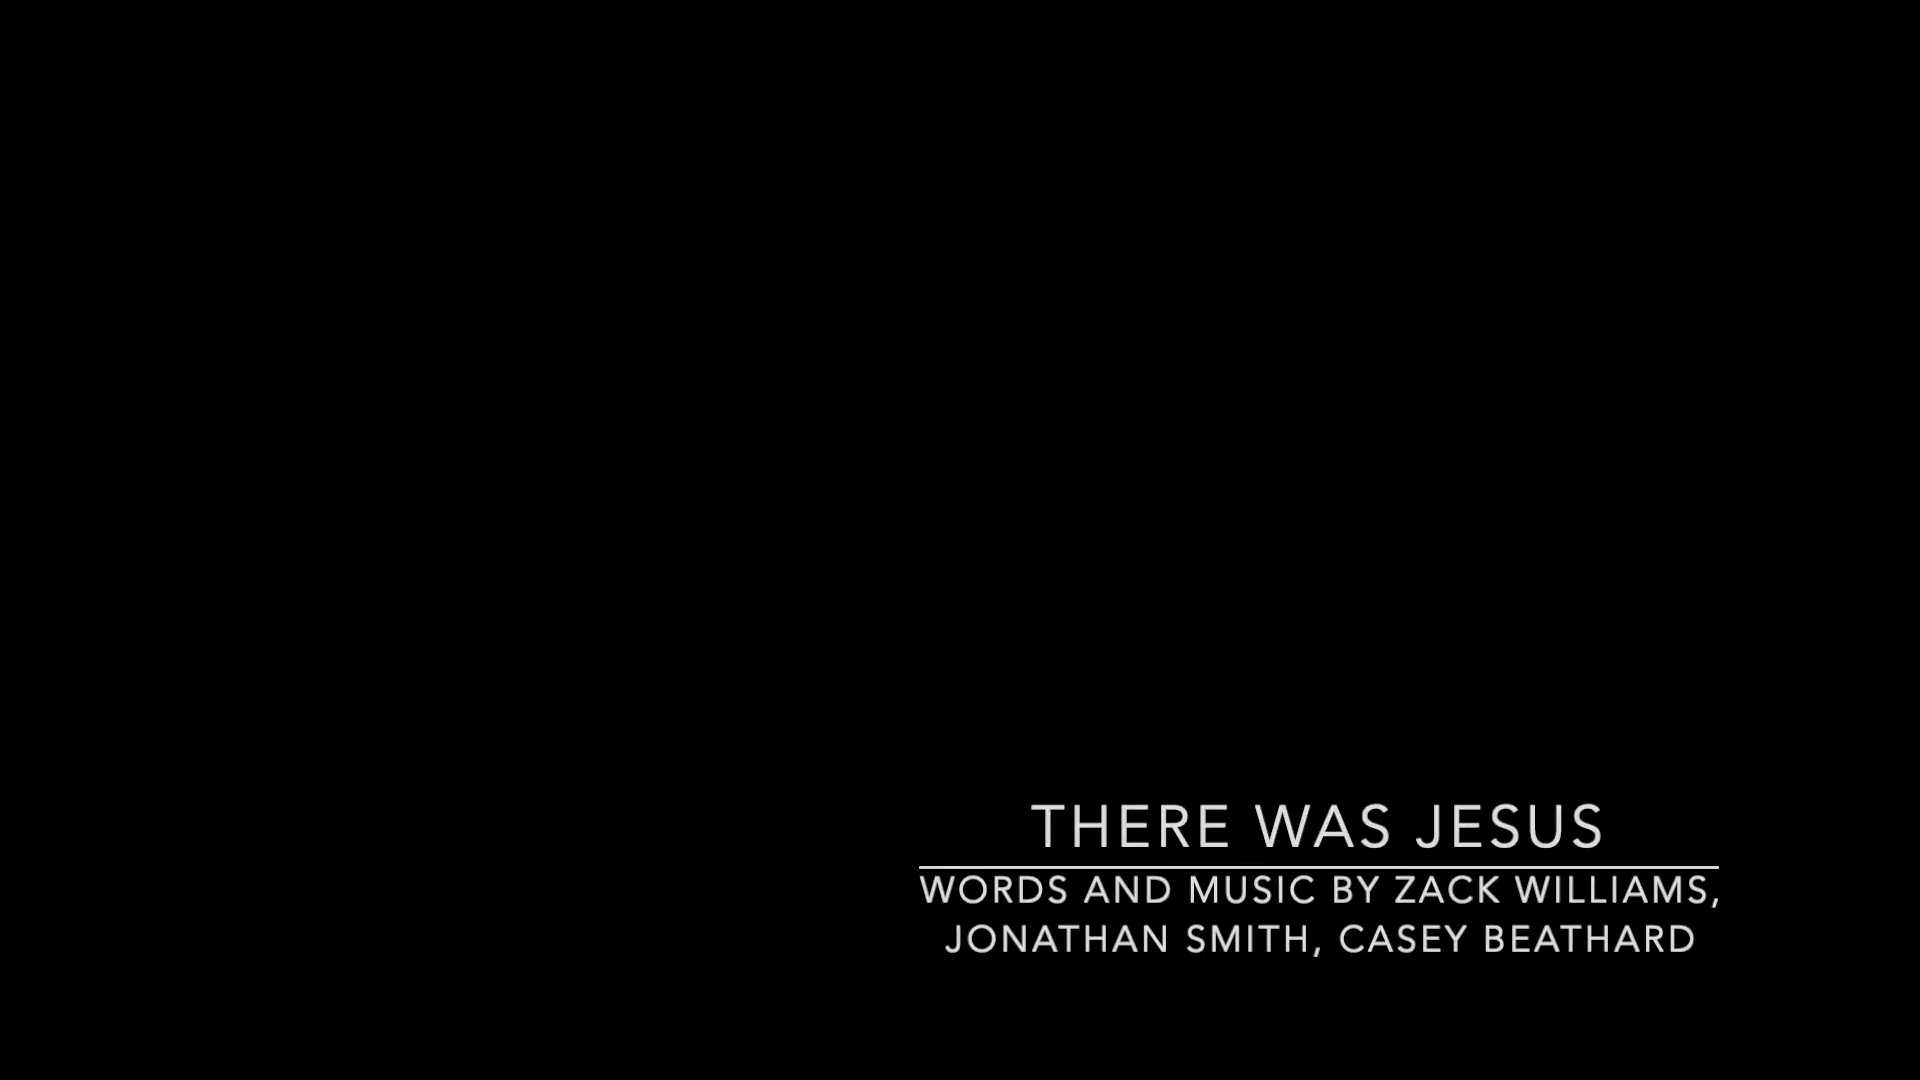 THERE WAS JESUS
WORDS AND MUSIC BY ZACK WILLIAMS,
JONATHAN SMITH, CASEY BEATHARD